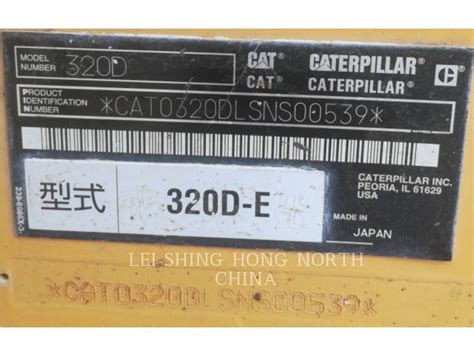 MODEL NUMBER 320D
CAT CATERPILLAR
CAT CATERPILLAR
PRODUCT IDENTIFICATION NUMBER *CAT0320DLSNS00539*
CATERPILLAR INC.
PEORIA, IL 61629
USA
型式 320D-E
MADE IN
JAPAN
LEI SHING HONG NORTH
CHINA
*CAT0320DLSNS00539*